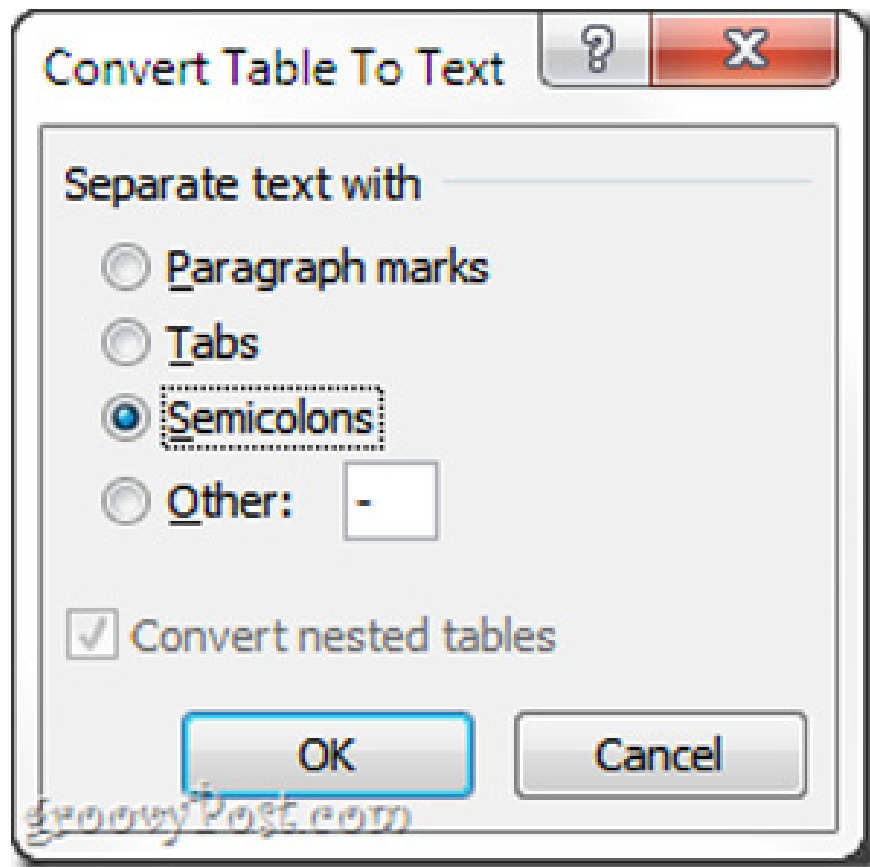 Convert Table To Text
Separate text with
Paragraph marks
Tabs
Semicolons
Other: -
Convert nested tables
OK Cancel
groovyPost.com